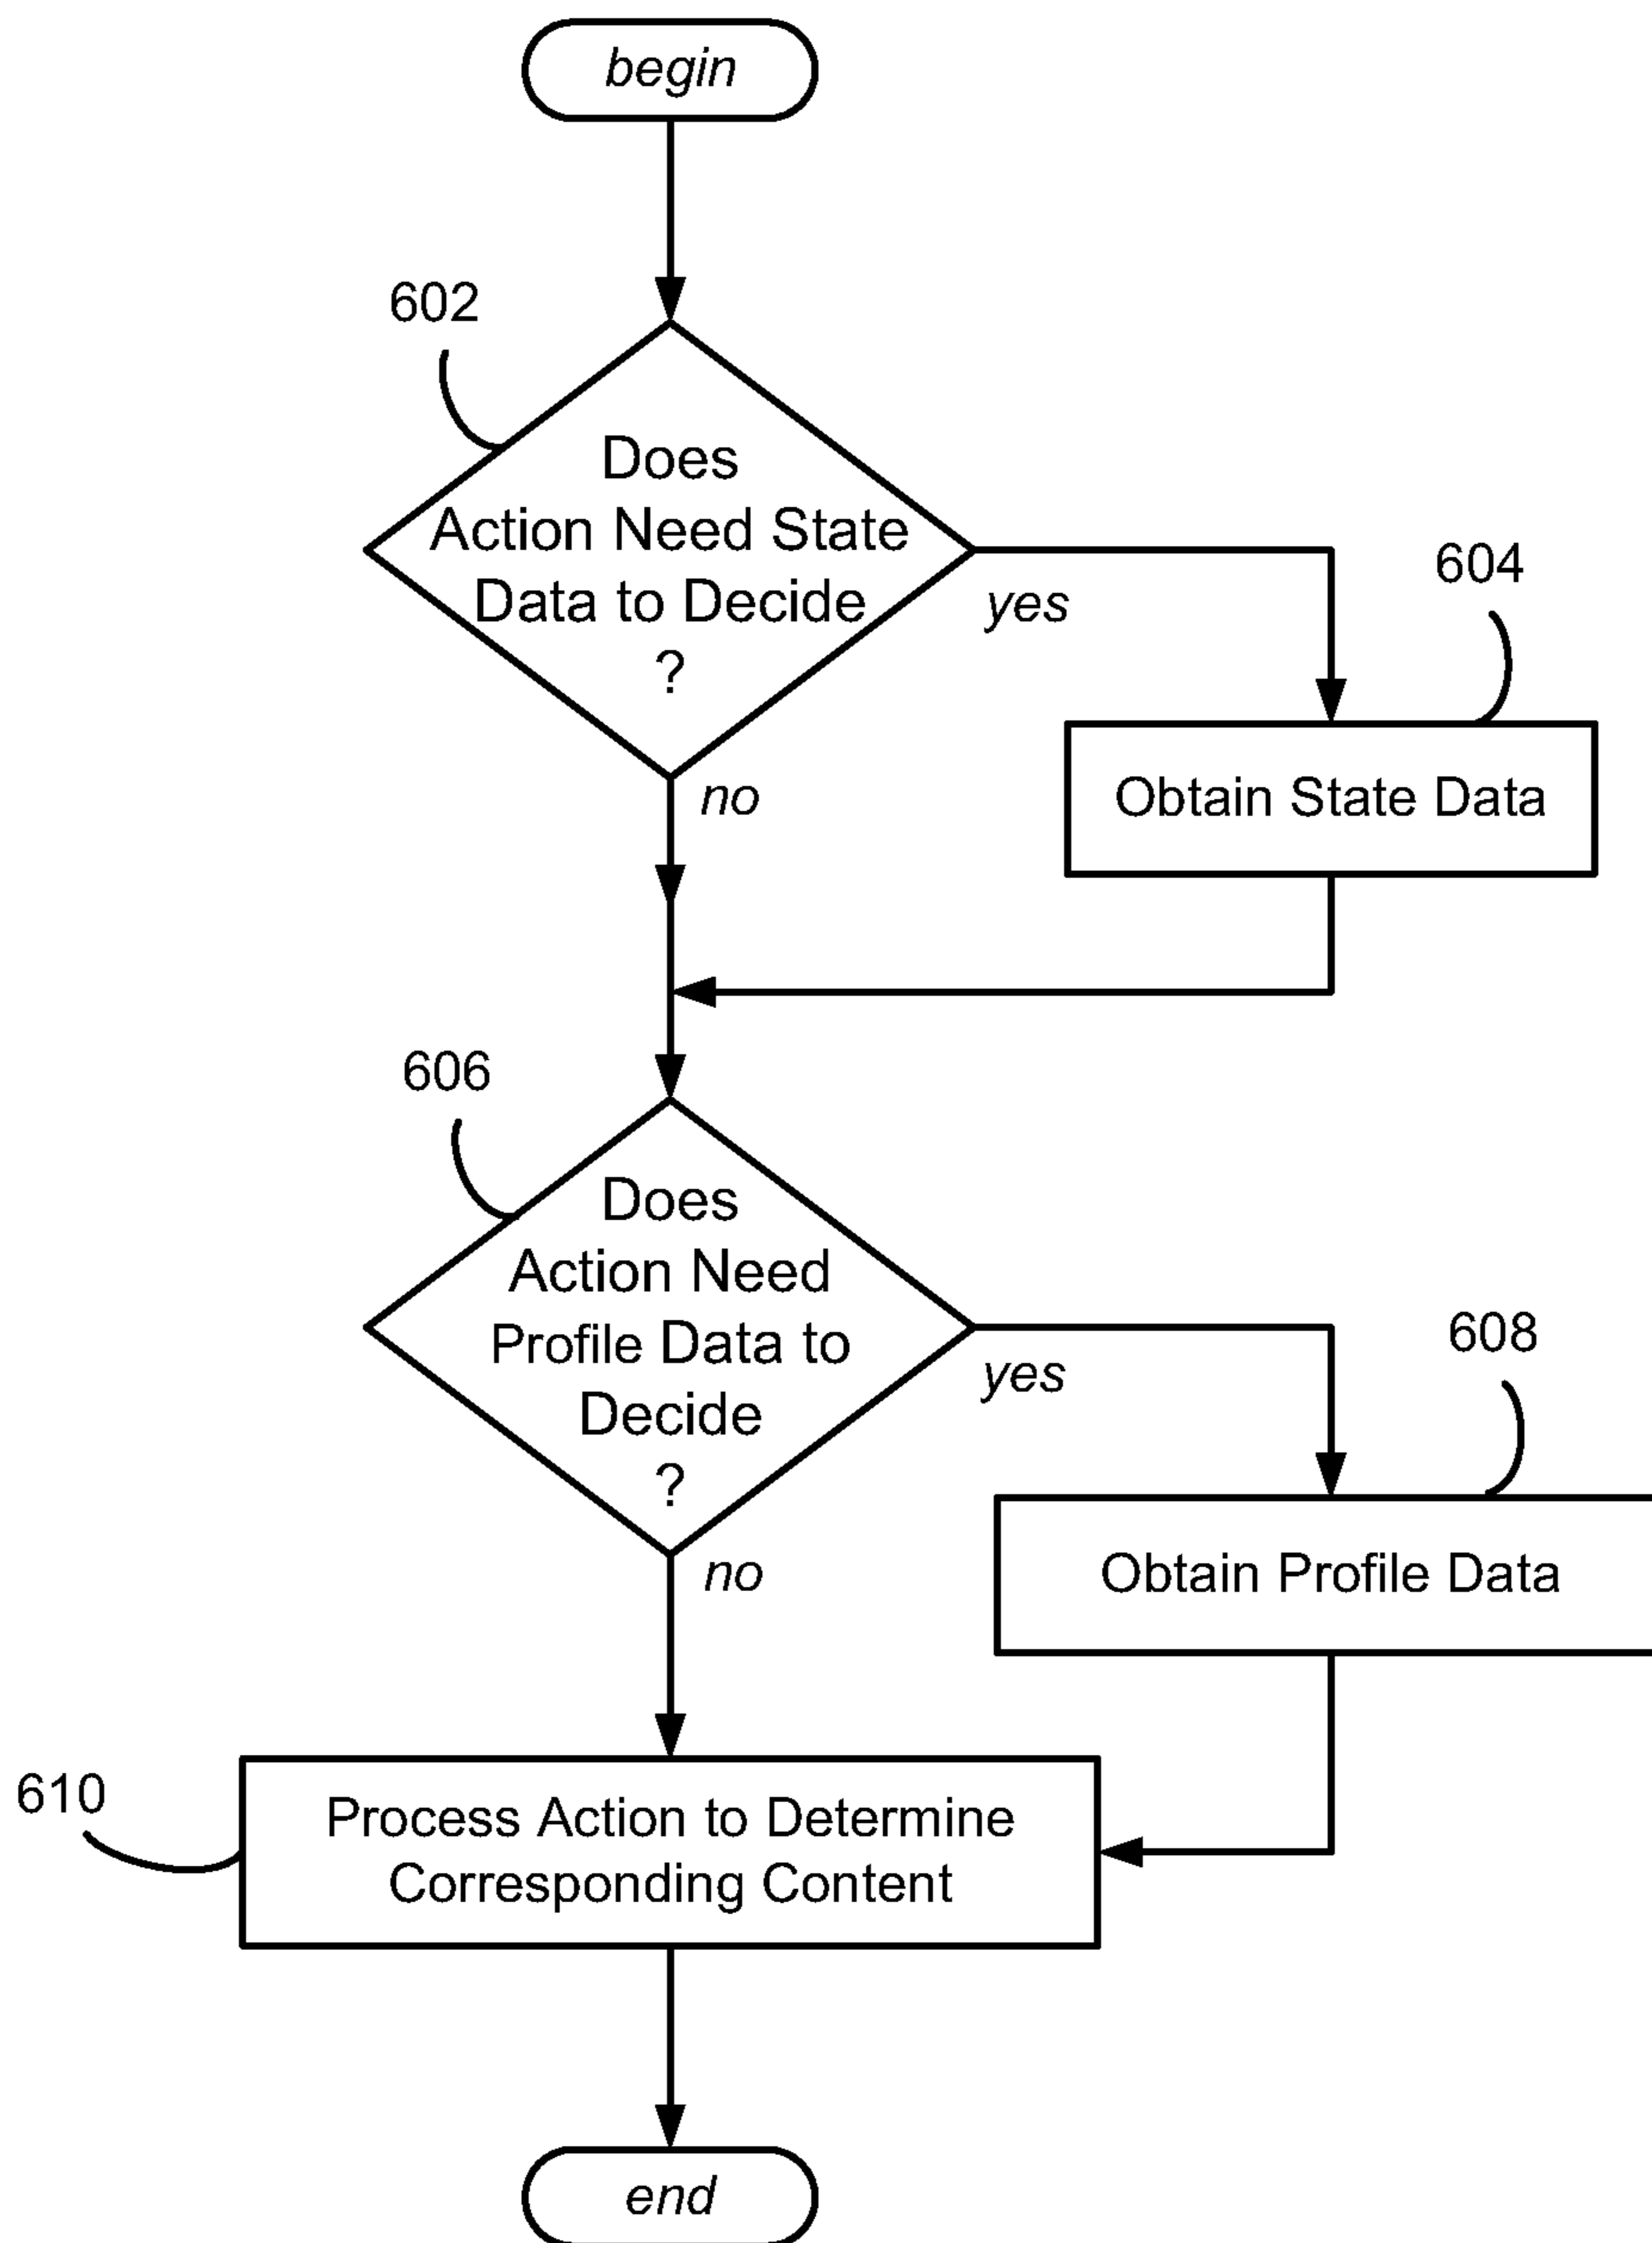 begin
602
Does
Action Need State
Data to Decide
?
yes
604
Obtain State Data
no
606
Does
Action Need
Profile Data to
Decide
?
yes
608
Obtain Profile Data
no
610
Process Action to Determine
Corresponding Content
end